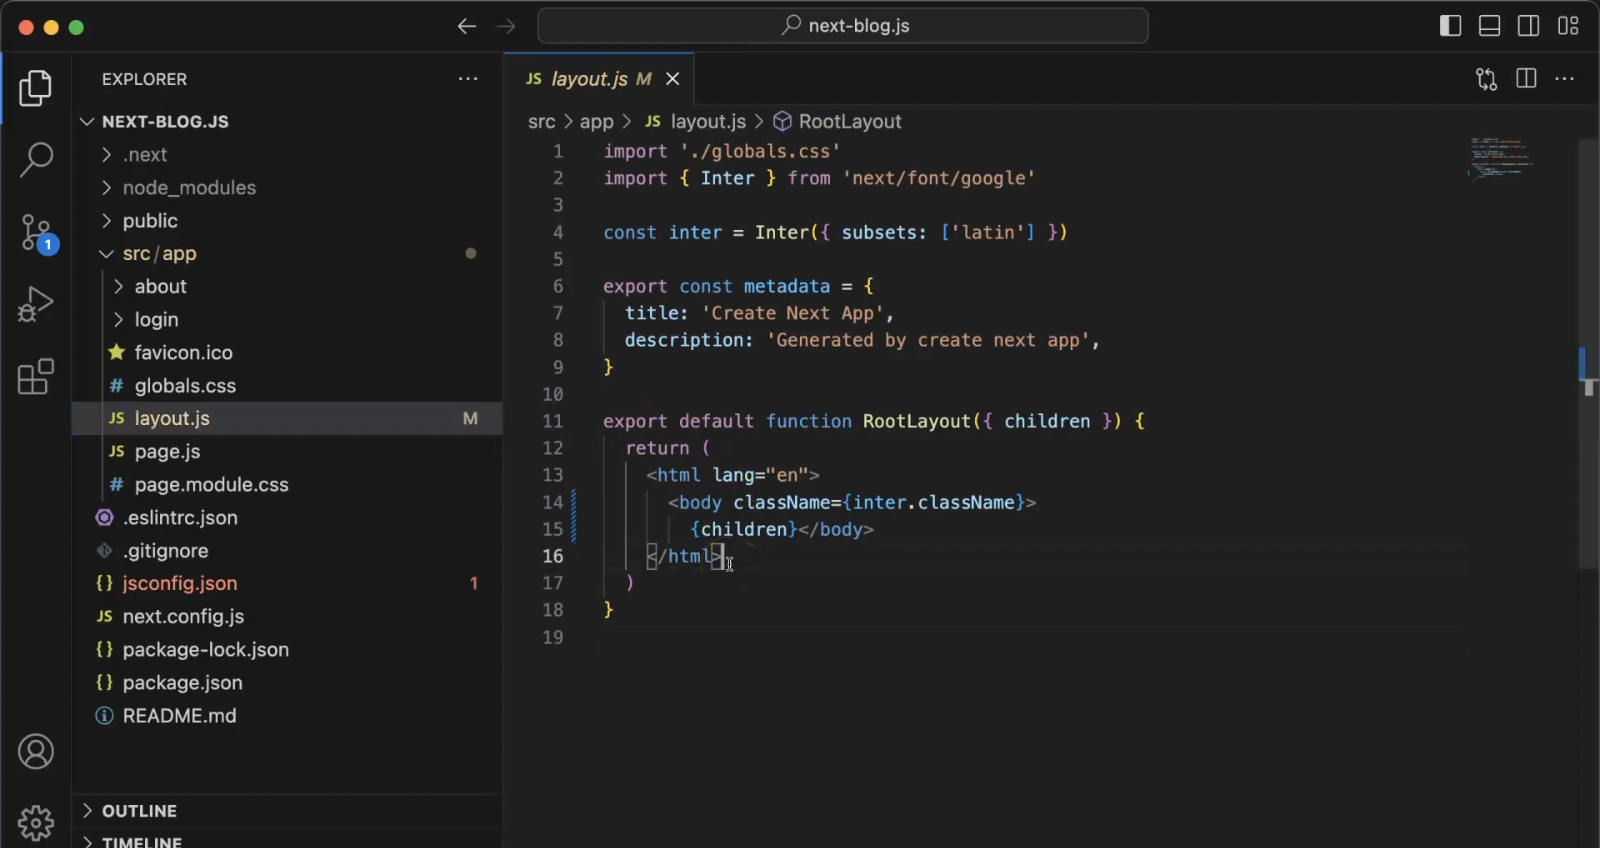 next-blog.js
EXPLORER
NEXT-BLOG.JS
.next
node_modules
public
src/app
about
login
favicon.ico
# globals.css
JS layout.js M
JS page.js
# page.module.css
.eslintrc.json
.gitignore
{} jsconfig.json 1
JS next.config.js
{} package-lock.json
{} package.json
README.md
OUTLINE
TIMELINE
1
JS layout.js M
src > app > JS layout.js > RootLayout
1 import './globals.css'
2 import { Inter } from 'next/font/google'
3
4 const inter = Inter({ subsets: ['latin'] })
5
6 export const metadata = {
7 title: 'Create Next App',
8 description: 'Generated by create next app',
9 }
10
11 export default function RootLayout({ children }) {
12 return (
13 <html lang="en">
14 <body className={inter.className}>
15 {children}</body>
16 </html>
17 )
18 }
19